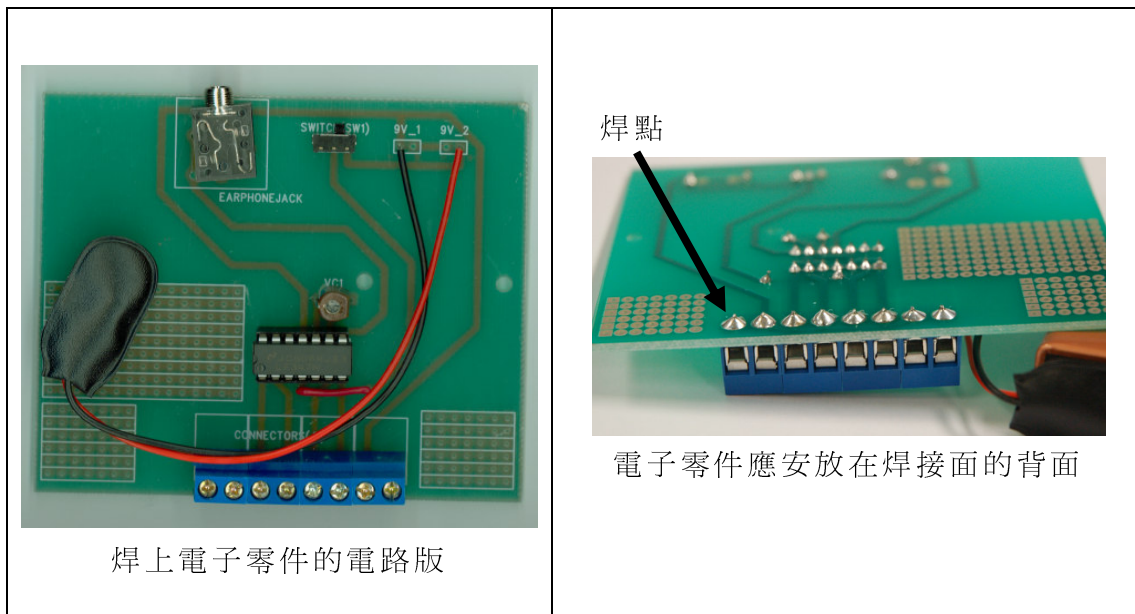 SWITCH(SW1)
9V_1
9V_2
EARPHONEJACK
VC1
CONNECTORS
焊上電子零件的電路版
焊點
電子零件應安放在焊接面的背面